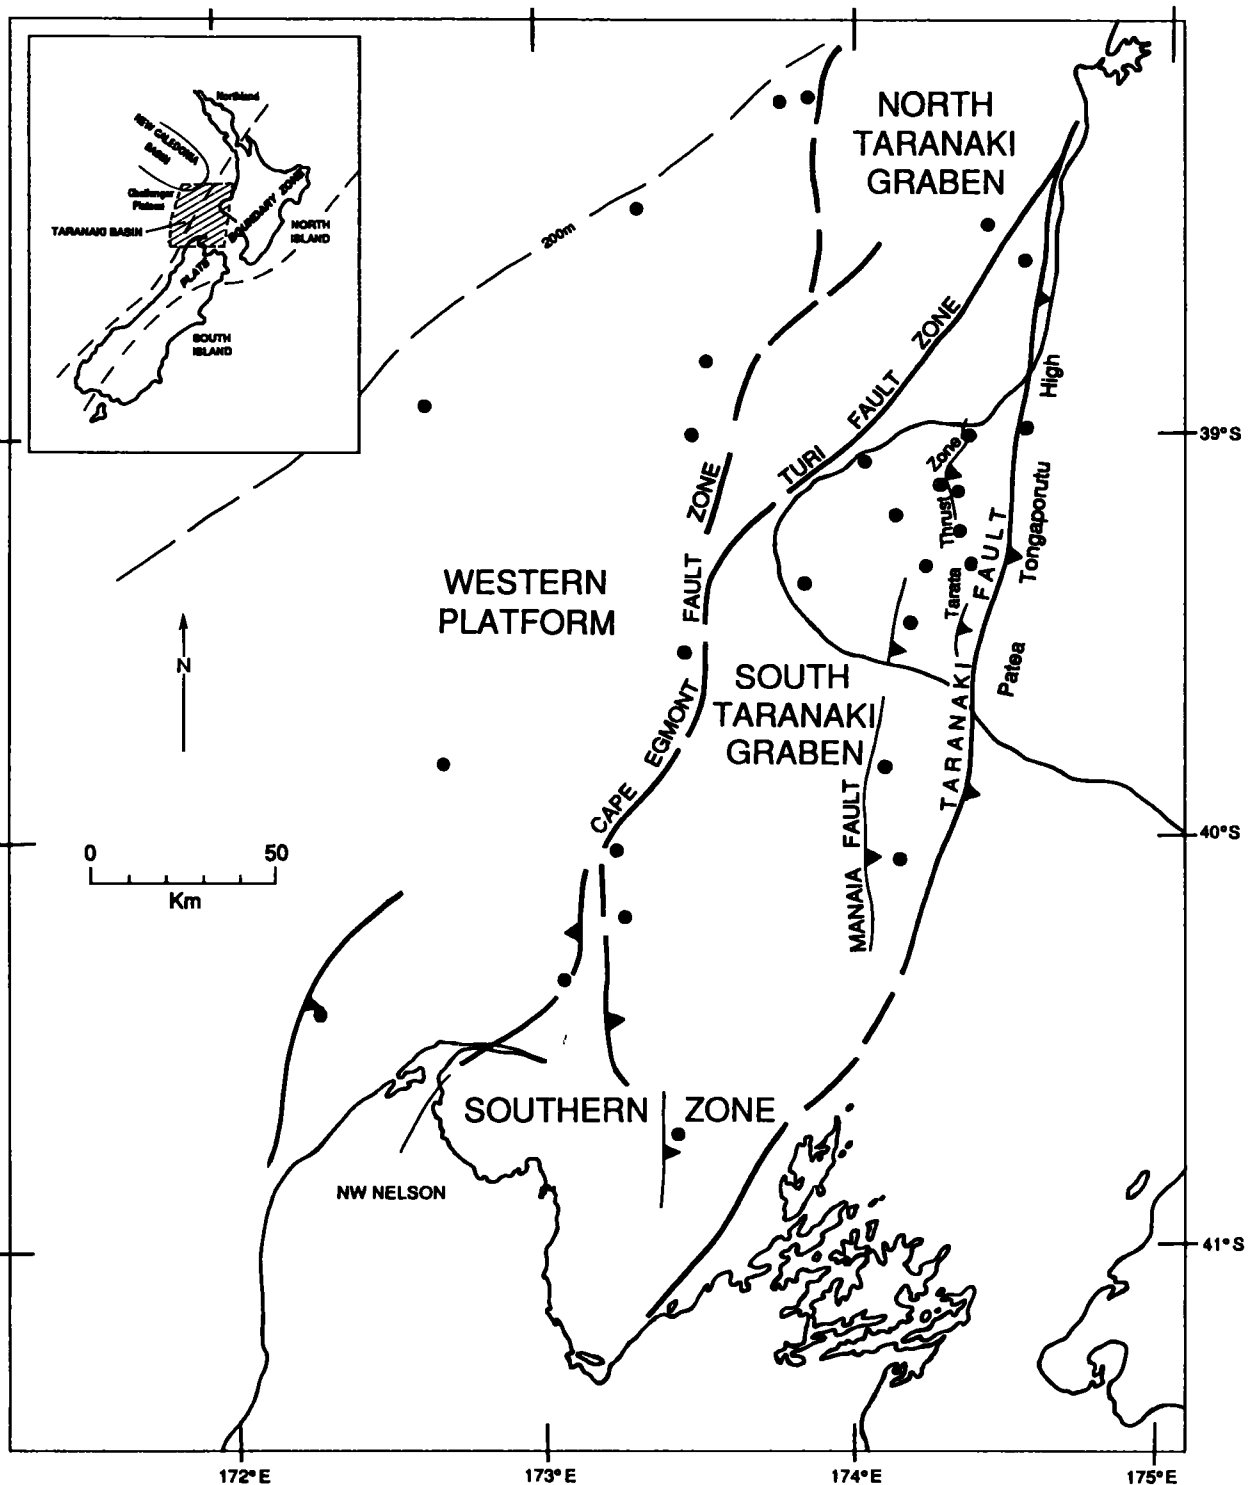 Northland
NEW CALEDONIA
BASIN
Challenger
Plateau
TARANAKI BASIN
BOUNDARY ZONE
PLATE
NORTH
ISLAND
SOUTH
ISLAND
NORTH
TARANAKI
GRABEN
200m
TURI FAULT ZONE
High
39°S
Zone
Thrust
Tarata
Tongaporutu
Patea
TARANAKI FAULT
WESTERN
PLATFORM
CAPE EGMONT FAULT ZONE
SOUTH
TARANAKI
GRABEN
MANAIA FAULT
N
0 50
Km
40°S
SOUTHERN ZONE
NW NELSON
41°S
172°E 173°E 174°E 175°E